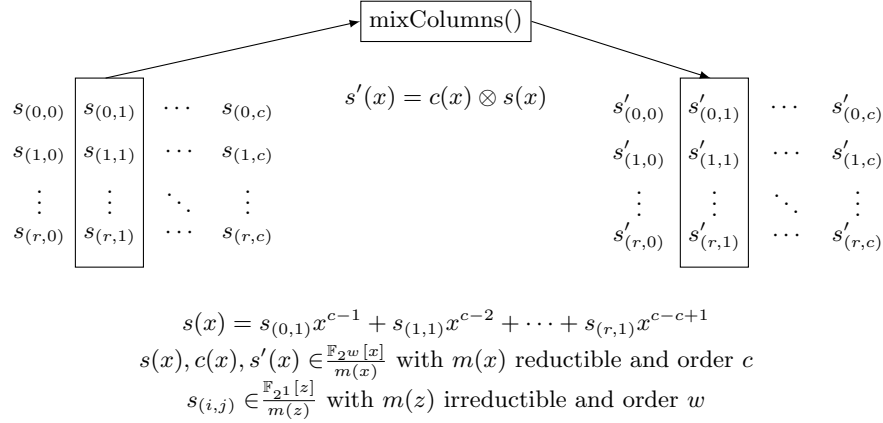 mixColumns()
s′(x) = c(x) ⊗ s(x)
s(0,0) s(0,1) ⋯ s(0,c)
s(1,0) s(1,1) ⋯ s(1,c)
⋮ ⋮ ⋱ ⋮
s(r,0) s(r,1) ⋯ s(r,c)
s′(0,0) s′(0,1) ⋯ s′(0,c)
s′(1,0) s′(1,1) ⋯ s′(1,c)
⋮ ⋮ ⋱ ⋮
s′(r,0) s′(r,1) ⋯ s′(r,c)
s(x) = s(0,1)x^{c−1} + s(1,1)x^{c−2} + ⋯ + s(r,1)x^{c−c+1}
s(x), c(x), s′(x) ∈ 𝔽_{2^w}[x]/m(x) with m(x) reductible and order c
s(i,j) ∈ 𝔽_{2^1}[z]/m(z) with m(z) irreductible and order w